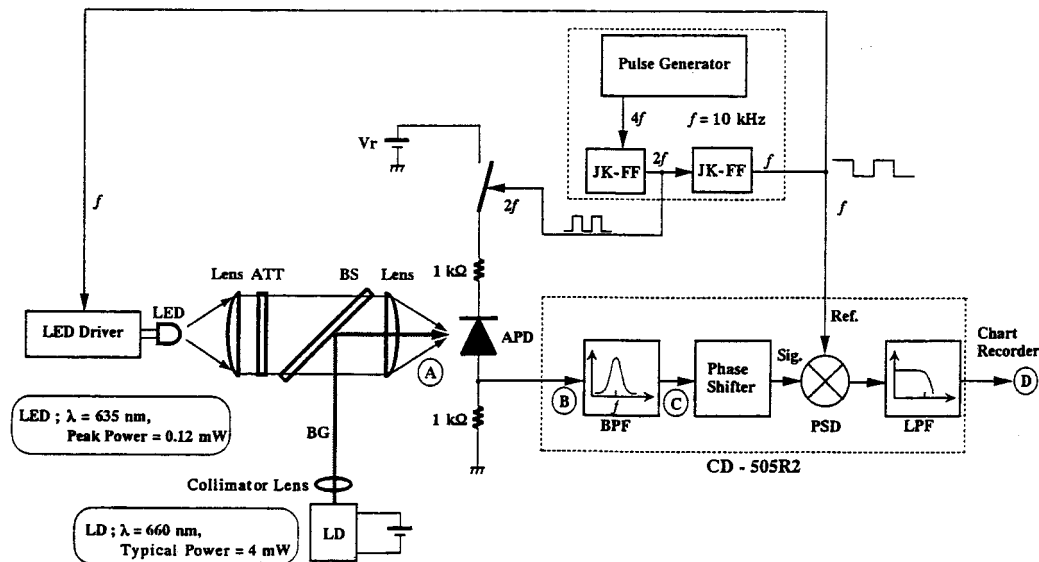 Pulse Generator
4f
f = 10 kHz
Vr
JK-FF
2f
JK-FF
f
2f
f
f
1 kΩ
Lens
ATT
BS
Lens
LED
LED Driver
APD
A
Ref.
Chart
Recorder
Sig.
Phase
Shifter
B
f
C
D
BPF
PSD
LPF
1 kΩ
CD - 505R2
LED ; λ = 635 nm,
Peak Power = 0.12 mW
BG
Collimator Lens
LD
LD ; λ = 660 nm,
Typical Power = 4 mW